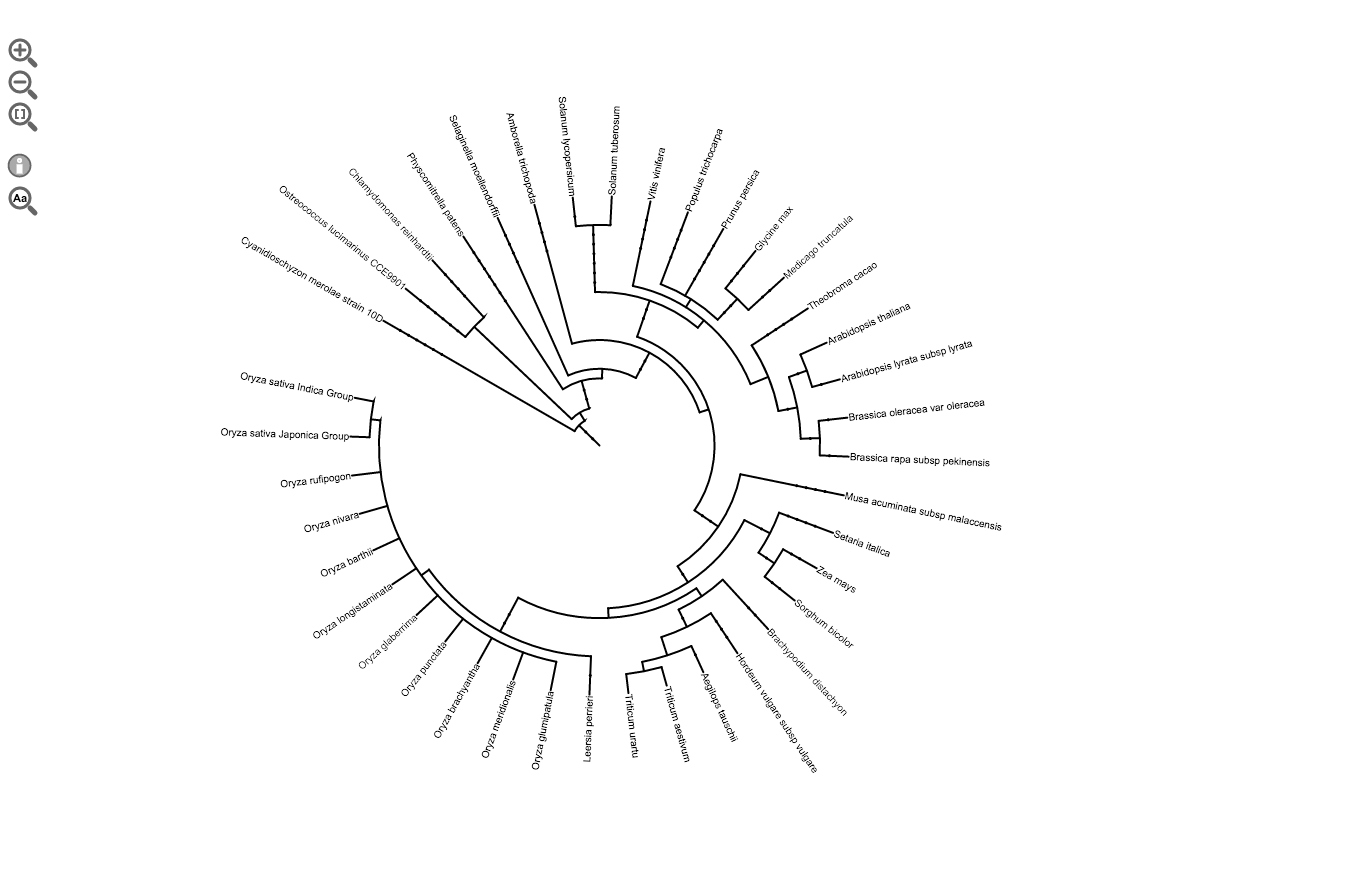 Aa
Solanum lycopersicum
Solanum tuberosum
Vitis vinifera
Populus trichocarpa
Prunus persica
Glycine max
Medicago truncatula
Theobroma cacao
Arabidopsis thaliana
Arabidopsis lyrata subsp lyrata
Brassica oleracea var oleracea
Brassica rapa subsp pekinensis
Musa acuminata subsp malaccensis
Setaria italica
Zea mays
Sorghum bicolor
Brachypodium distachyon
Hordeum vulgare subsp vulgare
Aegilops tauschii
Triticum aestivum
Triticum urartu
Leersia perrieri
Oryza glumipatula
Oryza meridionalis
Oryza brachyantha
Oryza punctata
Oryza glaberrima
Oryza longistaminata
Oryza barthii
Oryza nivara
Oryza rufipogon
Oryza sativa Japonica Group
Oryza sativa Indica Group
Cyanidioschyzon merolae strain 10D
Ostreococcus lucimarinus CCE9901
Chlamydomonas reinhardtii
Physcomitrella patens
Selaginella moellendorffii
Amborella trichopoda